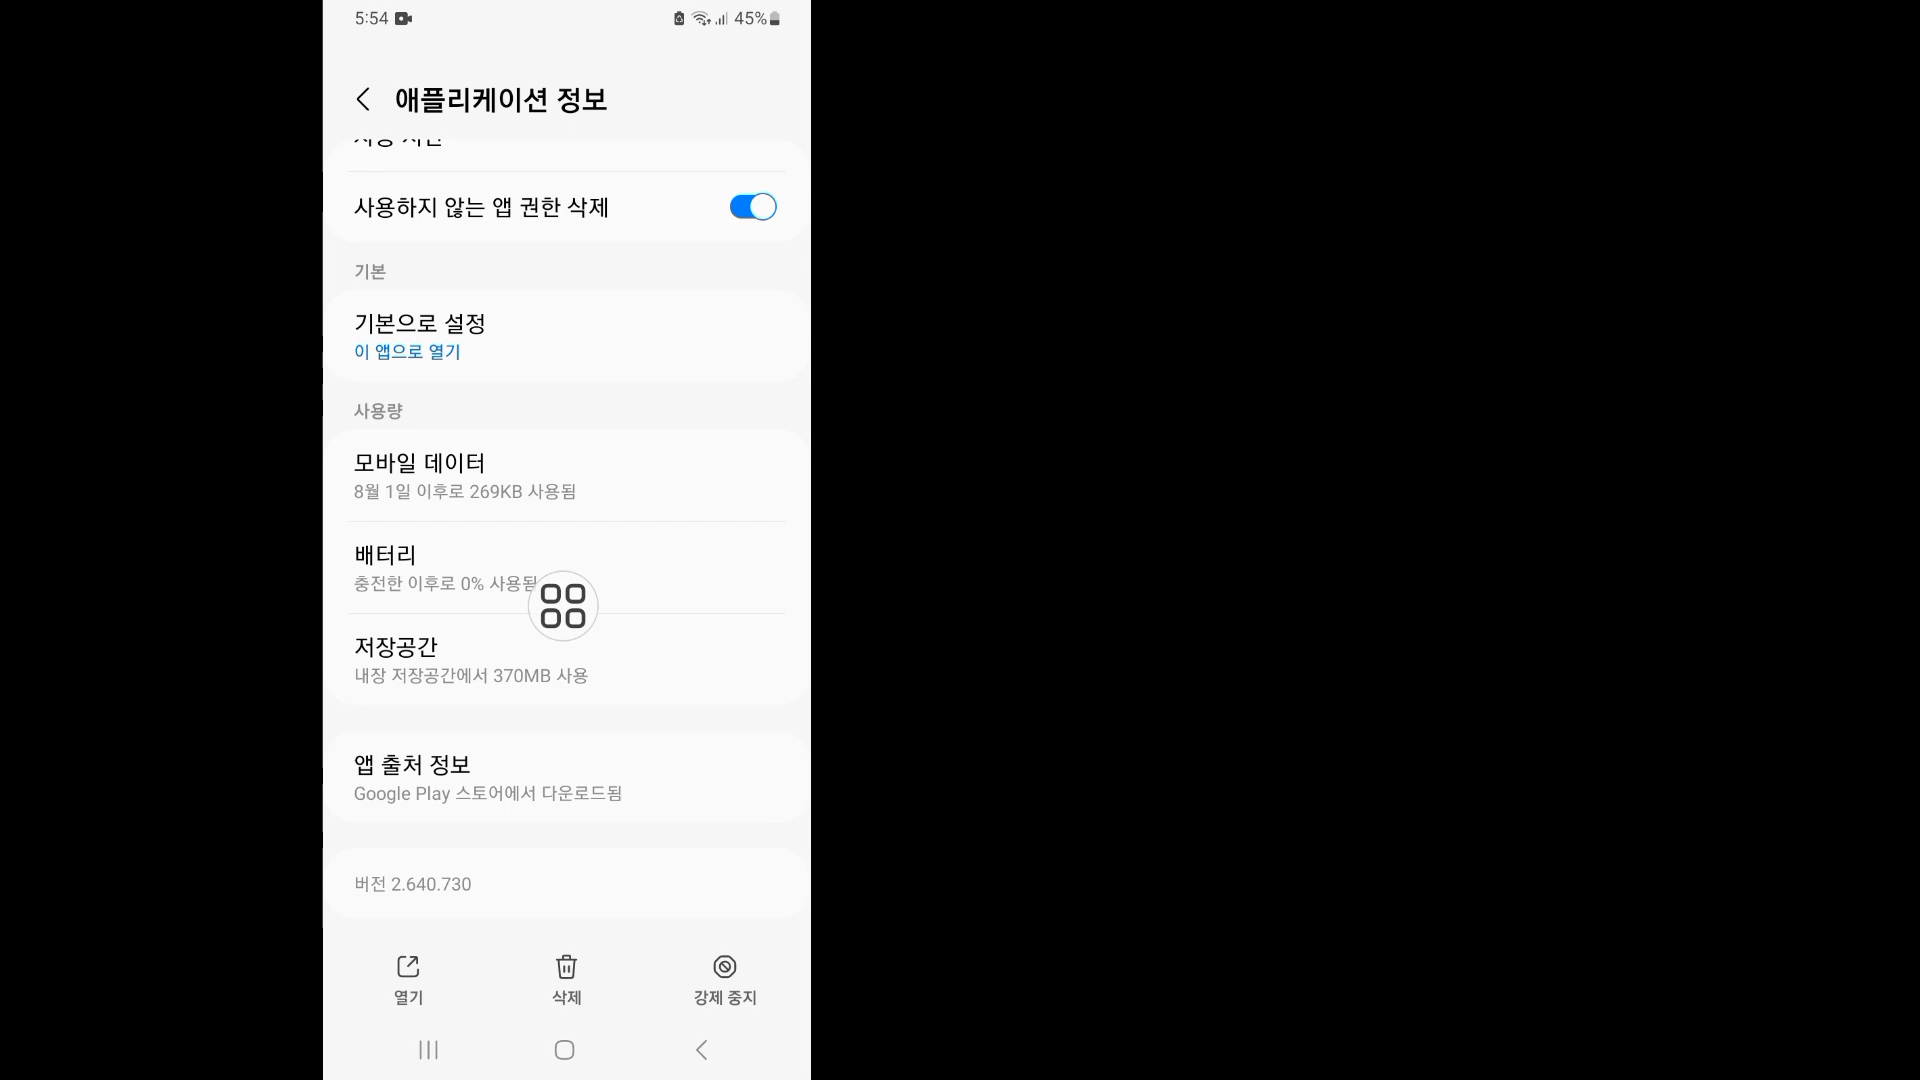 5:54
45%
애플리케이션 정보
사용하지 않는 앱 권한 삭제
기본
기본으로 설정
이 앱으로 열기
사용량
모바일 데이터
8월 1일 이후로 269KB 사용됨
배터리
충전한 이후로 0% 사용됨
저장공간
내장 저장공간에서 370MB 사용
앱 출처 정보
Google Play 스토어에서 다운로드됨
버전 2.640.730
열기
삭제
강제 중지